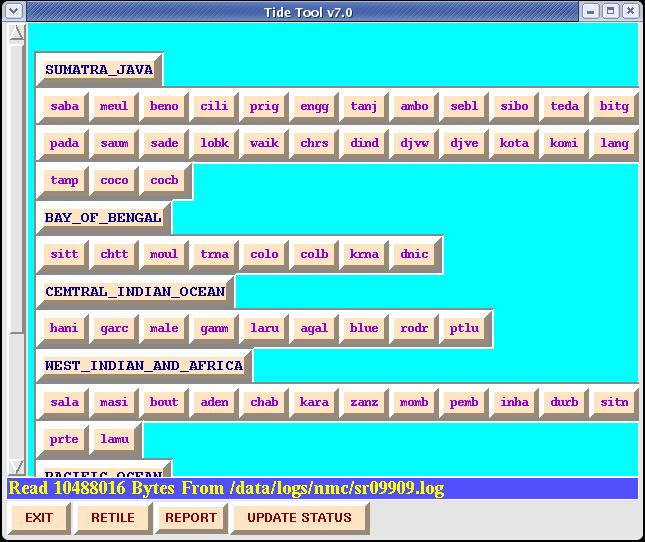 Tide Tool v7.0
SUMATRA_JAVA
saba meul beno cili prig engg tanj ambo sebl sibo teda bitg
pada saum sade lobk waik chrs dind djvw djve kota komi lang
tanp coco cocb
BAY_OF_BENGAL
sitt chtt moul trna colo colb krna dnic
CEMTRAL_INDIAN_OCEAN
hani garc male ganm laru agal blue rodr ptlu
WEST_INDIAN_AND_AFRICA
sala masi bout aden chab kara zanz momb pemb inha durb sitn
prte lamu
PACIFIC_OCEAN
Read 10488016 Bytes From /data/logs/nmc/sr09909.log
EXIT RETILE REPORT UPDATE STATUS